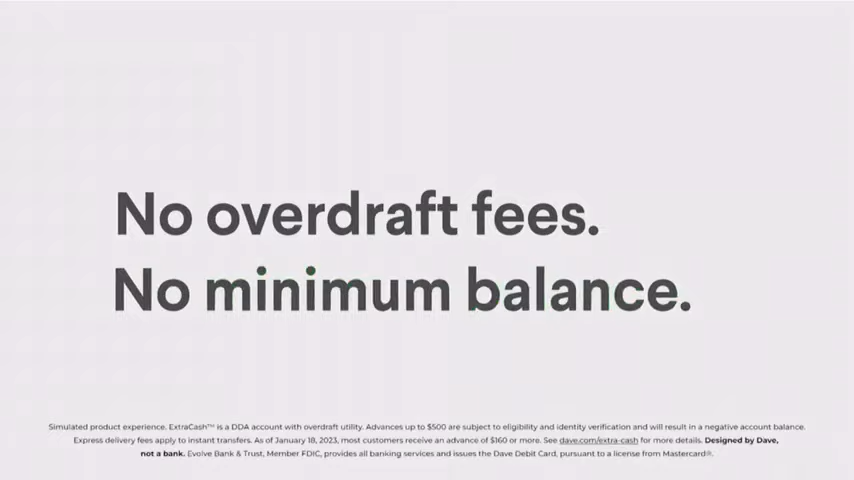 No overdraft fees.
No minimum balance.
Simulated product experience. ExtraCash™ is a DDA account with overdraft utility. Advances up to $500 are subject to eligibility and identity verification and will result in a negative account balance.
Express delivery fees apply to instant transfers. As of January 18, 2023, most customers receive an advance of $160 or more. See dave.com/extra-cash for more details. Designed by Dave,
not a bank. Evolve Bank & Trust, Member FDIC, provides all banking services and issues the Dave Debit Card, pursuant to a license from Mastercard®.